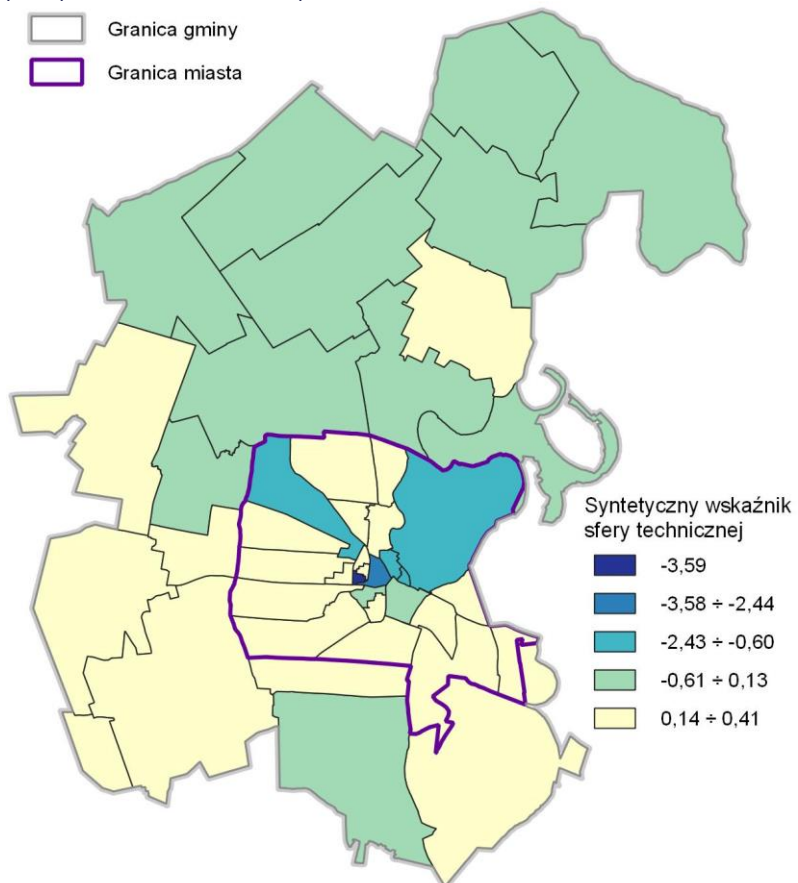 Granica gminy
Granica miasta
Syntetyczny wskaźnik
sfery technicznej
-3,59
-3,58 ÷ -2,44
-2,43 ÷ -0,60
-0,61 ÷ 0,13
0,14 ÷ 0,41